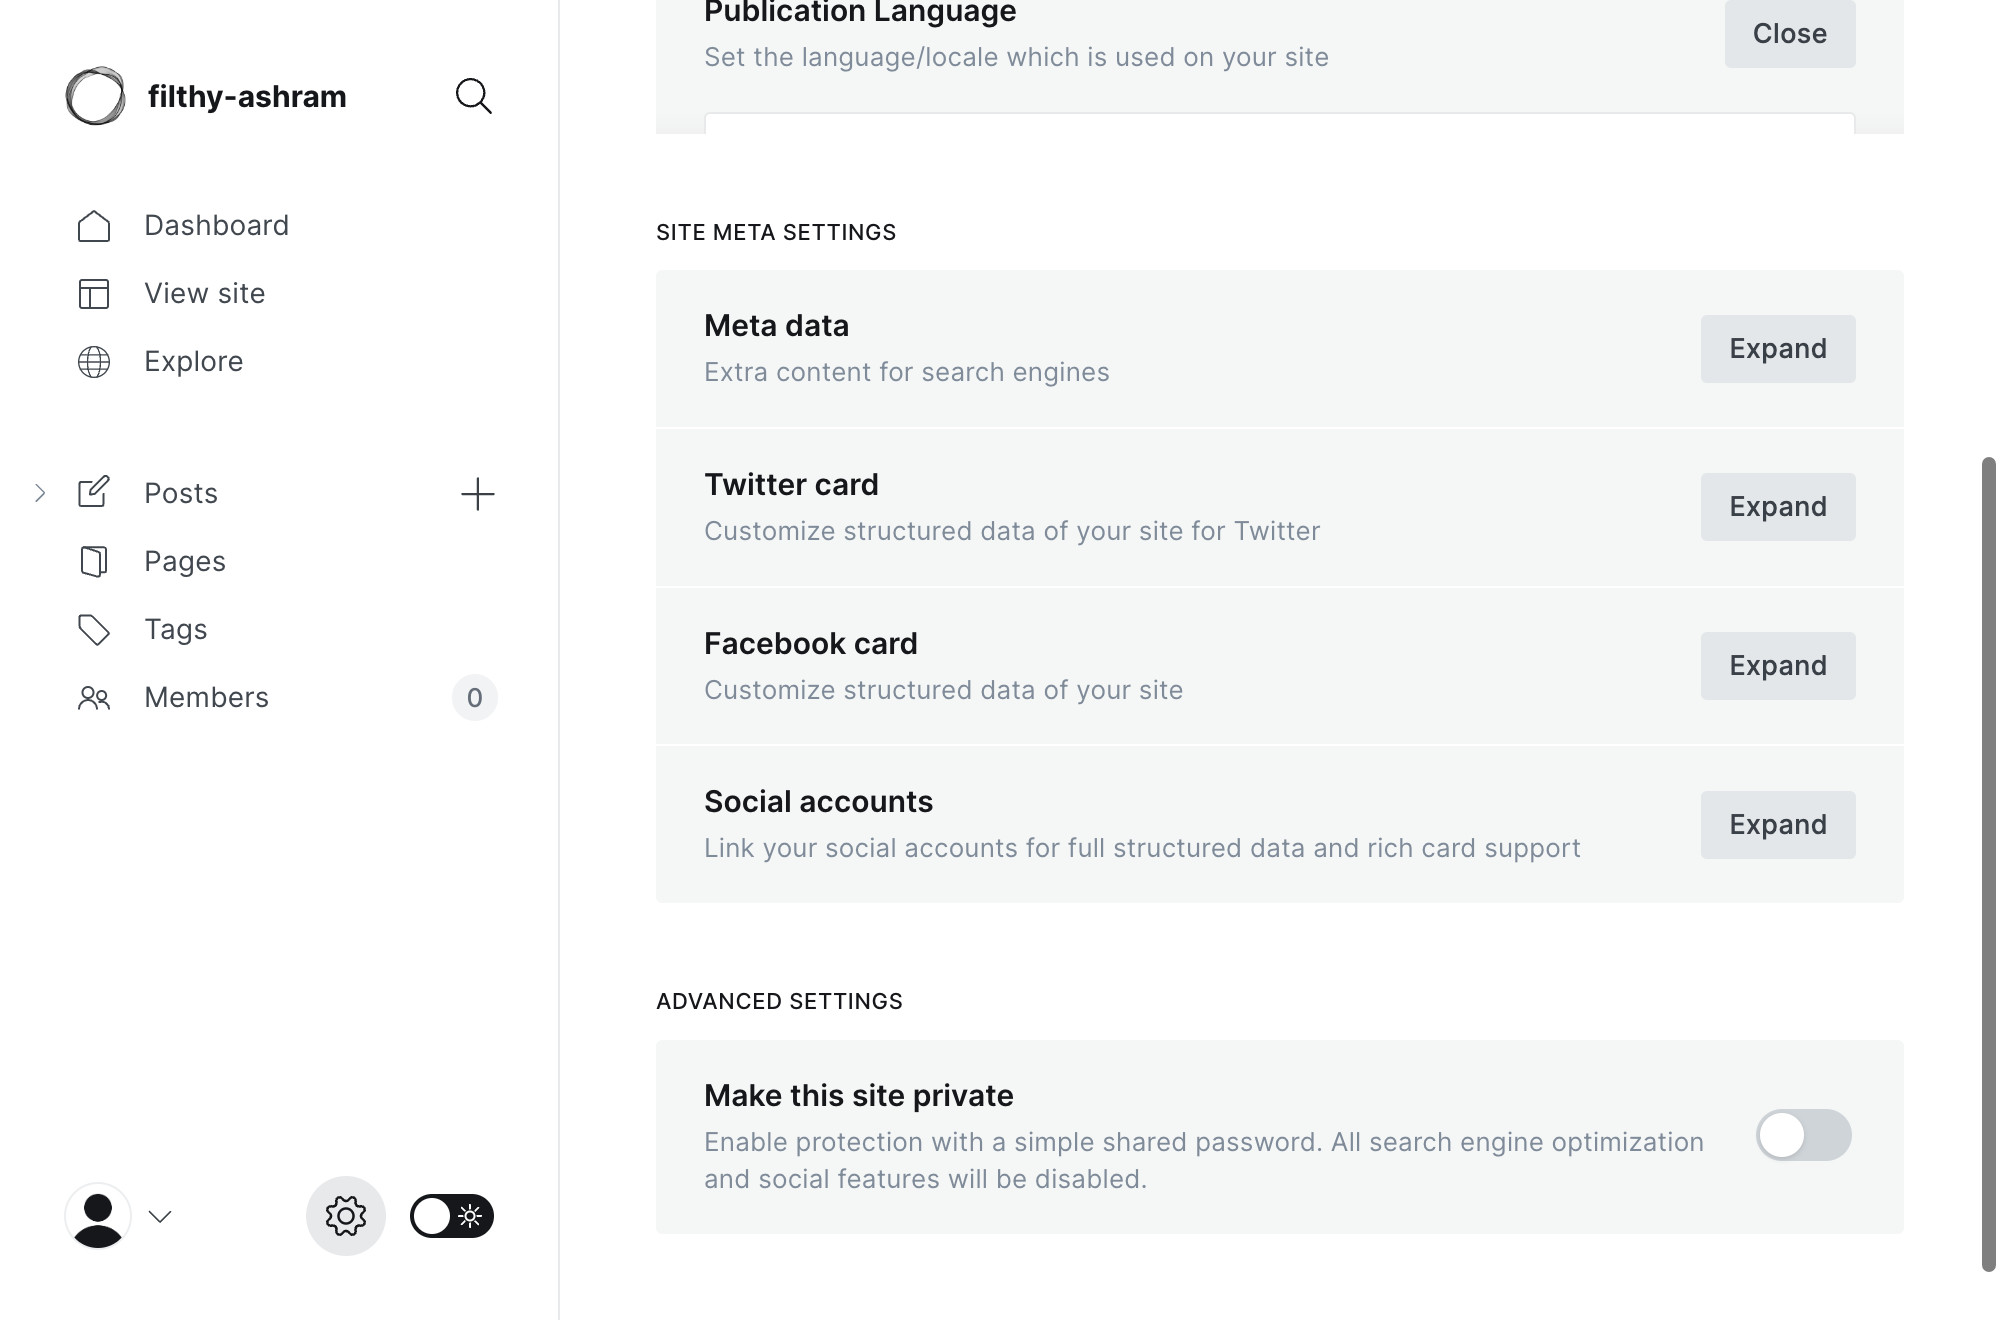 filthy-ashram
Dashboard
View site
Explore
Posts
Pages
Tags
Members
0
Publication Language
Set the language/locale which is used on your site
Close
SITE META SETTINGS
Meta data
Extra content for search engines
Expand
Twitter card
Customize structured data of your site for Twitter
Expand
Facebook card
Customize structured data of your site
Expand
Social accounts
Link your social accounts for full structured data and rich card support
Expand
ADVANCED SETTINGS
Make this site private
Enable protection with a simple shared password. All search engine optimization
and social features will be disabled.